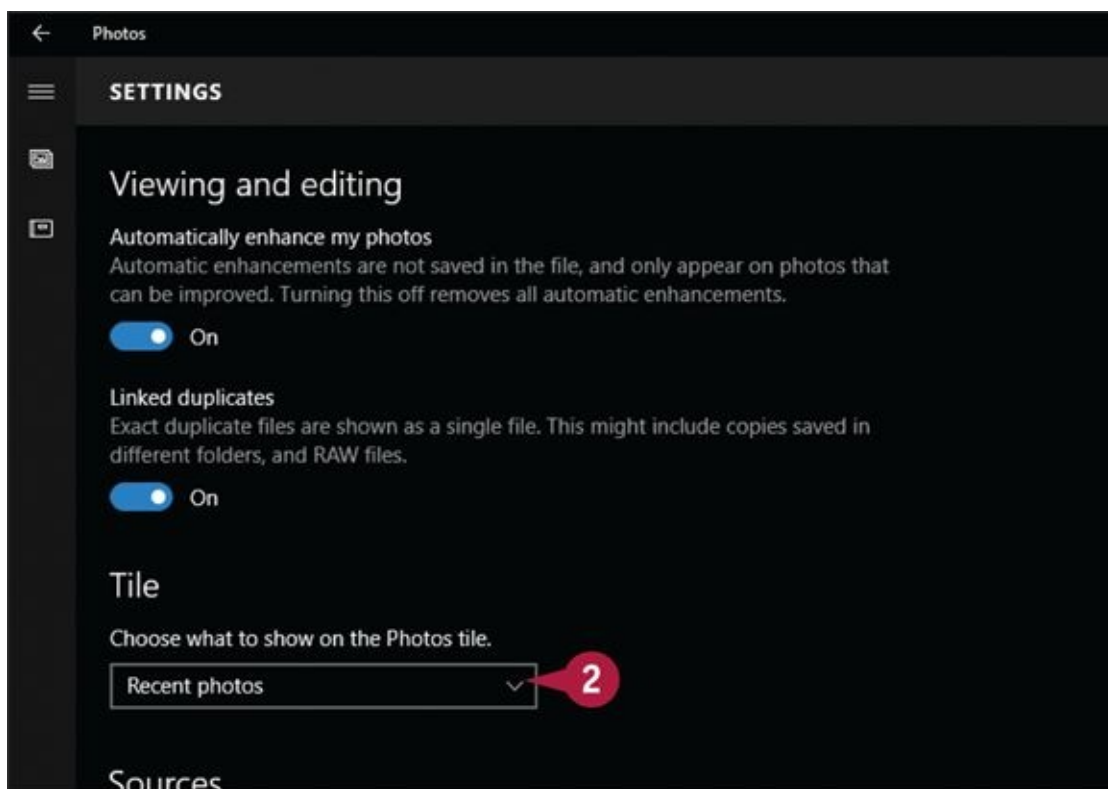 Photos
SETTINGS
Viewing and editing
Automatically enhance my photos
Automatic enhancements are not saved in the file, and only appear on photos that
can be improved. Turning this off removes all automatic enhancements.
On
Linked duplicates
Exact duplicate files are shown as a single file. This might include copies saved in
different folders, and RAW files.
On
Tile
Choose what to show on the Photos tile.
Recent photos
2
Sources